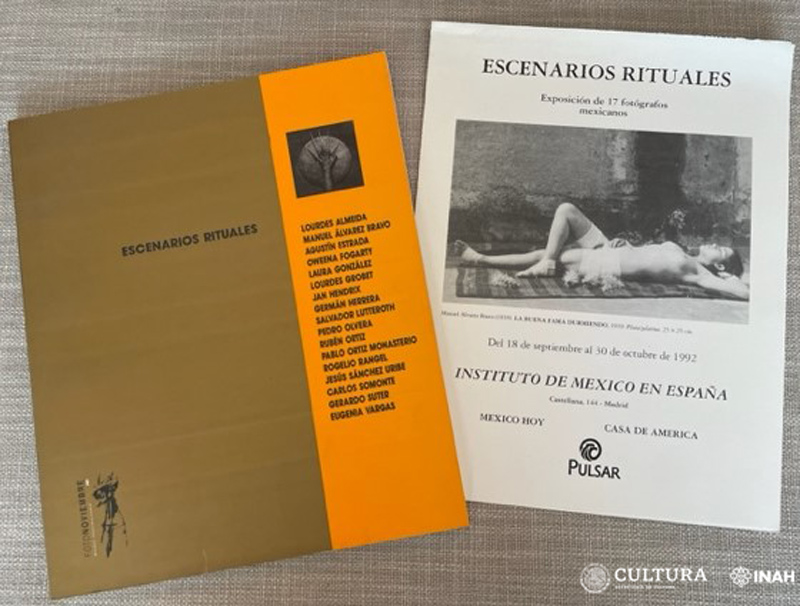 ESCENARIOS RITUALES
LOURDES ALMEIDA
MANUEL ÁLVAREZ BRAVO
AGUSTÍN ESTRADA
OWEENA FOGARTY
LAURA GONZÁLEZ
LOURDES GROBET
JAN HENDRIX
GERMÁN HERRERA
SALVADOR LUTTEROTH
PEDRO OLVERA
RUBÉN ORTIZ
PABLO ORTIZ MONASTERIO
ROGELIO RANGEL
JESÚS SÁNCHEZ URIBE
CARLOS SOMONTE
GERARDO SUTER
EUGENIA VARGAS
FOTONOVIEMBRE
ESCENARIOS RITUALES
Exposición de 17 fotógrafos
mexicanos
LA BUENA FAMA DURMIENDO,
Del 18 de septiembre al 30 de octubre de 1992
INSTITUTO DE MEXICO EN ESPAÑA
Castellana, 144 - Madrid
MEXICO HOY
CASA DE AMERICA
PULSAR
CULTURA
INAH